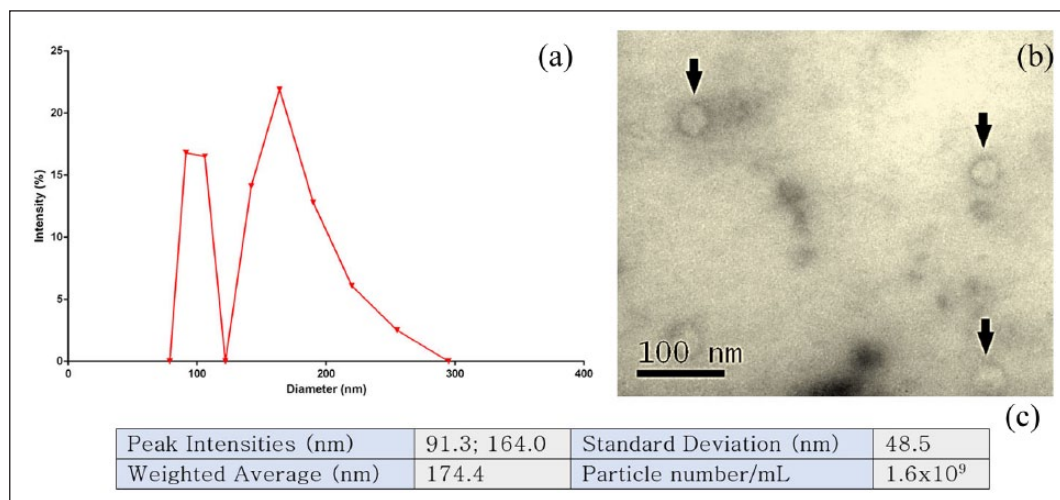 (a)
25
20
15
10
5
0
Intensity (%)
0 100 200 300 400
Diameter (nm)
(b)
100 nm
(c)
Peak Intensities (nm) 91.3; 164.0 Standard Deviation (nm) 48.5
Weighted Average (nm) 174.4 Particle number/mL 1.6x10⁹